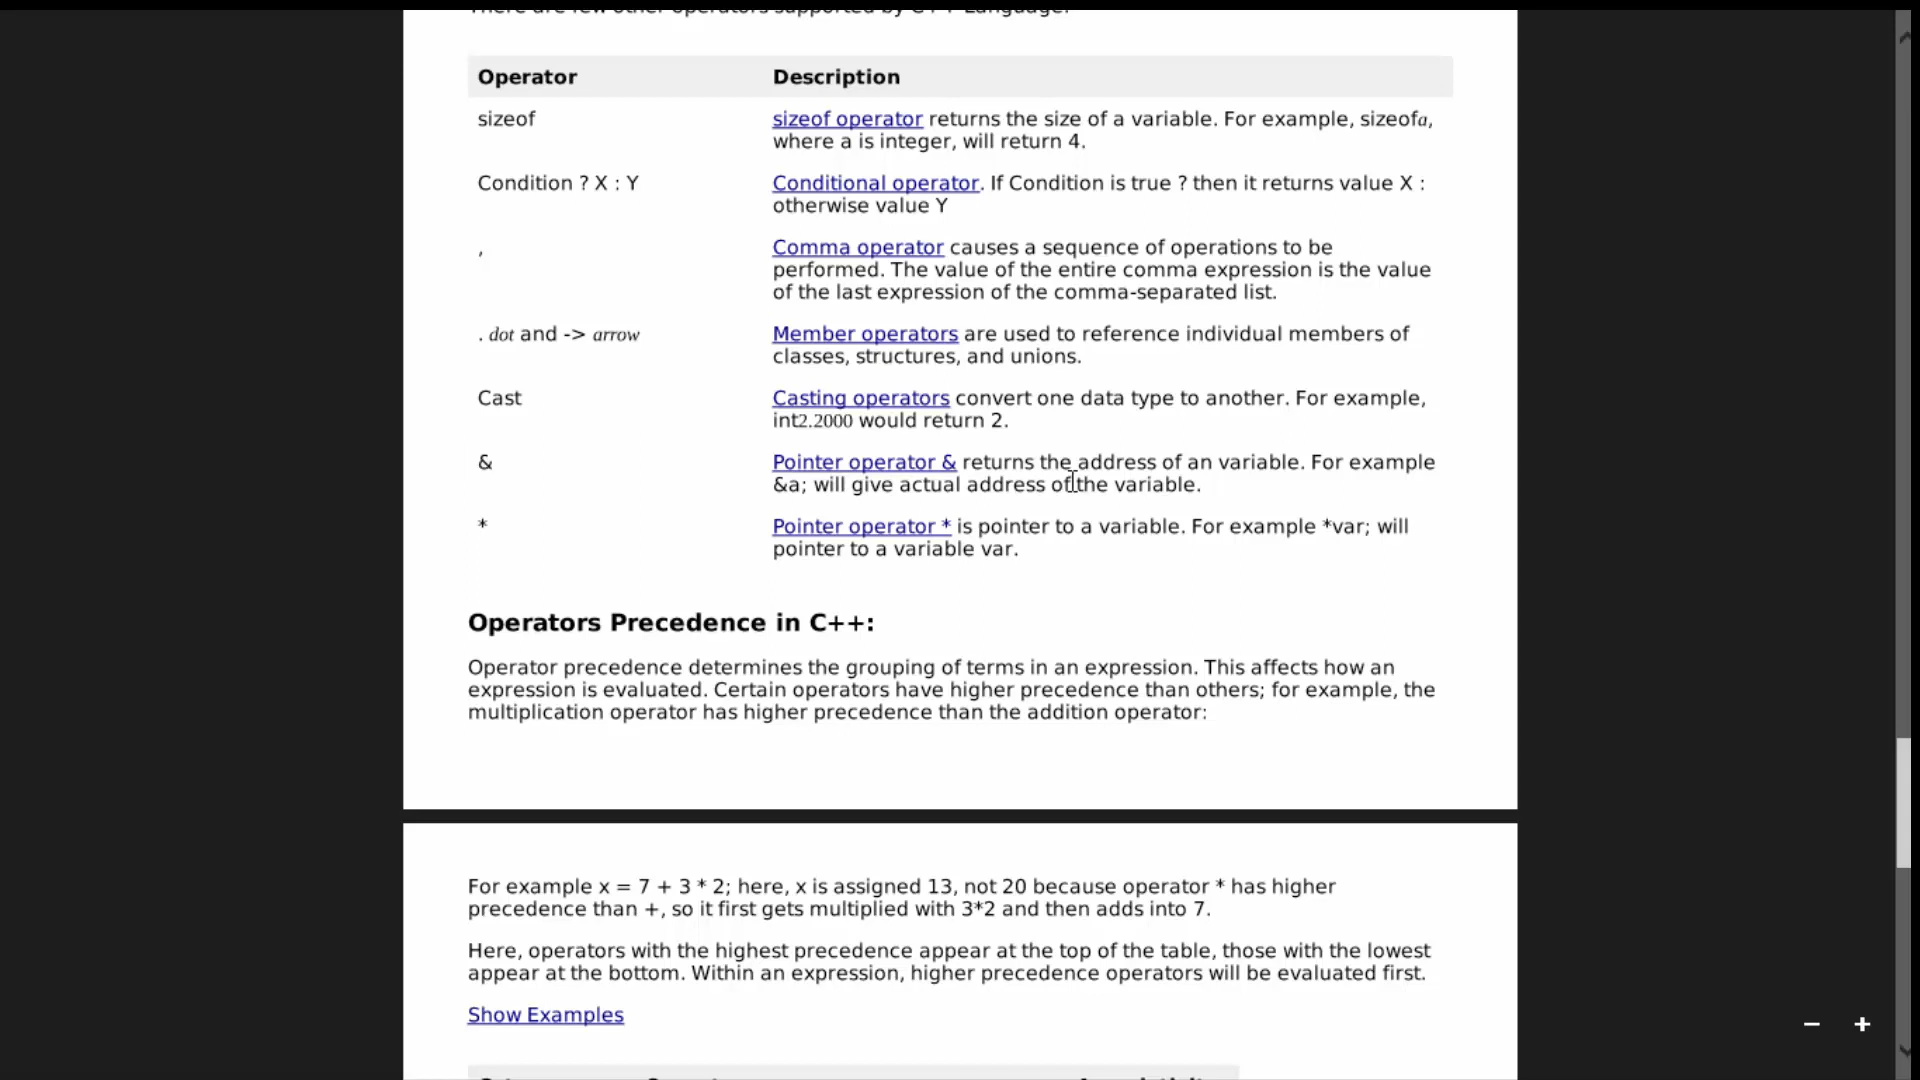 There are few other operators supported by C++ Language.
Operator Description
sizeof sizeof operator returns the size of a variable. For example, sizeofa,
where a is integer, will return 4.
Condition ? X : Y Conditional operator. If Condition is true ? then it returns value X :
otherwise value Y
, Comma operator causes a sequence of operations to be
performed. The value of the entire comma expression is the value
of the last expression of the comma-separated list.
. dot and -> arrow Member operators are used to reference individual members of
classes, structures, and unions.
Cast Casting operators convert one data type to another. For example,
int2.2000 would return 2.
& Pointer operator & returns the address of an variable. For example
&a; will give actual address of the variable.
* Pointer operator * is pointer to a variable. For example *var; will
pointer to a variable var.
Operators Precedence in C++:
Operator precedence determines the grouping of terms in an expression. This affects how an
expression is evaluated. Certain operators have higher precedence than others; for example, the
multiplication operator has higher precedence than the addition operator:
For example x = 7 + 3 * 2; here, x is assigned 13, not 20 because operator * has higher
precedence than +, so it first gets multiplied with 3*2 and then adds into 7.
Here, operators with the highest precedence appear at the top of the table, those with the lowest
appear at the bottom. Within an expression, higher precedence operators will be evaluated first.
Show Examples